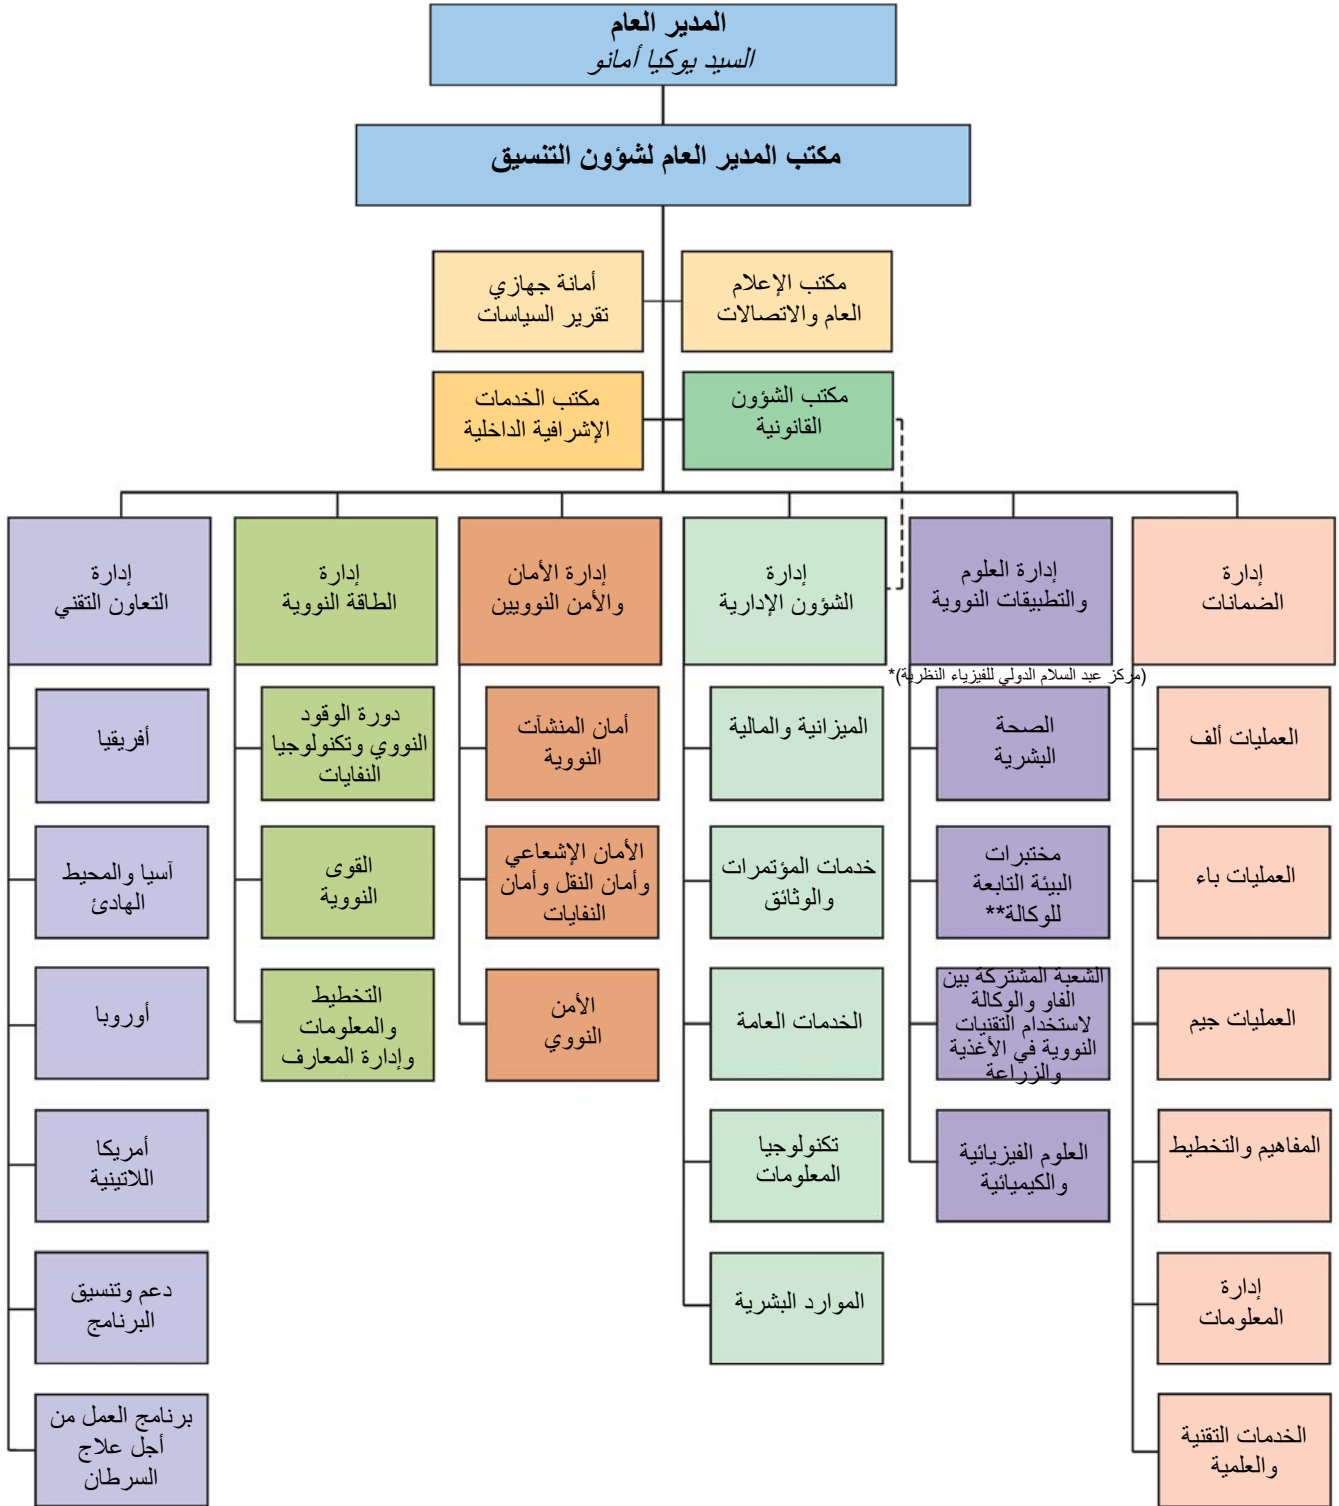 المدير العام
السيد يوكيا أمانو
مكتب المدير العام لشؤون التنسيق
مكتب الإعلام
العام والاتصالات
أمانة جهازي
تقرير السياسات
مكتب الشؤون
القانونية
مكتب الخدمات
الإشرافية الداخلية
إدارة
الضمانات
العمليات ألف
العمليات باء
العمليات جيم
المفاهيم والتخطيط
إدارة
المعلومات
الخدمات التقنية
والعلمية
إدارة العلوم
والتطبيقات النووية
(مركز عبد السلام الدولي للفيزياء النظرية)*
الصحة
البشرية
مختبرات
البيئة التابعة
للوكالة**
الشعبة المشتركة بين
الفاو والوكالة
لاستخدام التقنيات
النووية في الأغذية
والزراعة
العلوم الفيزيائية
والكيميائية
إدارة
الشؤون الإدارية
الميزانية والمالية
خدمات المؤتمرات
والوثائق
الخدمات العامة
تكنولوجيا
المعلومات
الموارد البشرية
إدارة الأمان
والأمن النوويين
أمان المنشآت
النووية
الأمان الإشعاعي
وأمان النقل وأمان
النفايات
الأمن
النووي
إدارة
الطاقة النووية
دورة الوقود
النووي وتكنولوجيا
النفايات
القوى
النووية
التخطيط
والمعلومات
وإدارة المعارف
إدارة
التعاون التقني
أفريقيا
آسيا والمحيط
الهادئ
أوروبا
أمريكا
اللاتينية
دعم وتنسيق
البرنامج
برنامج العمل من
أجل علاج
السرطان